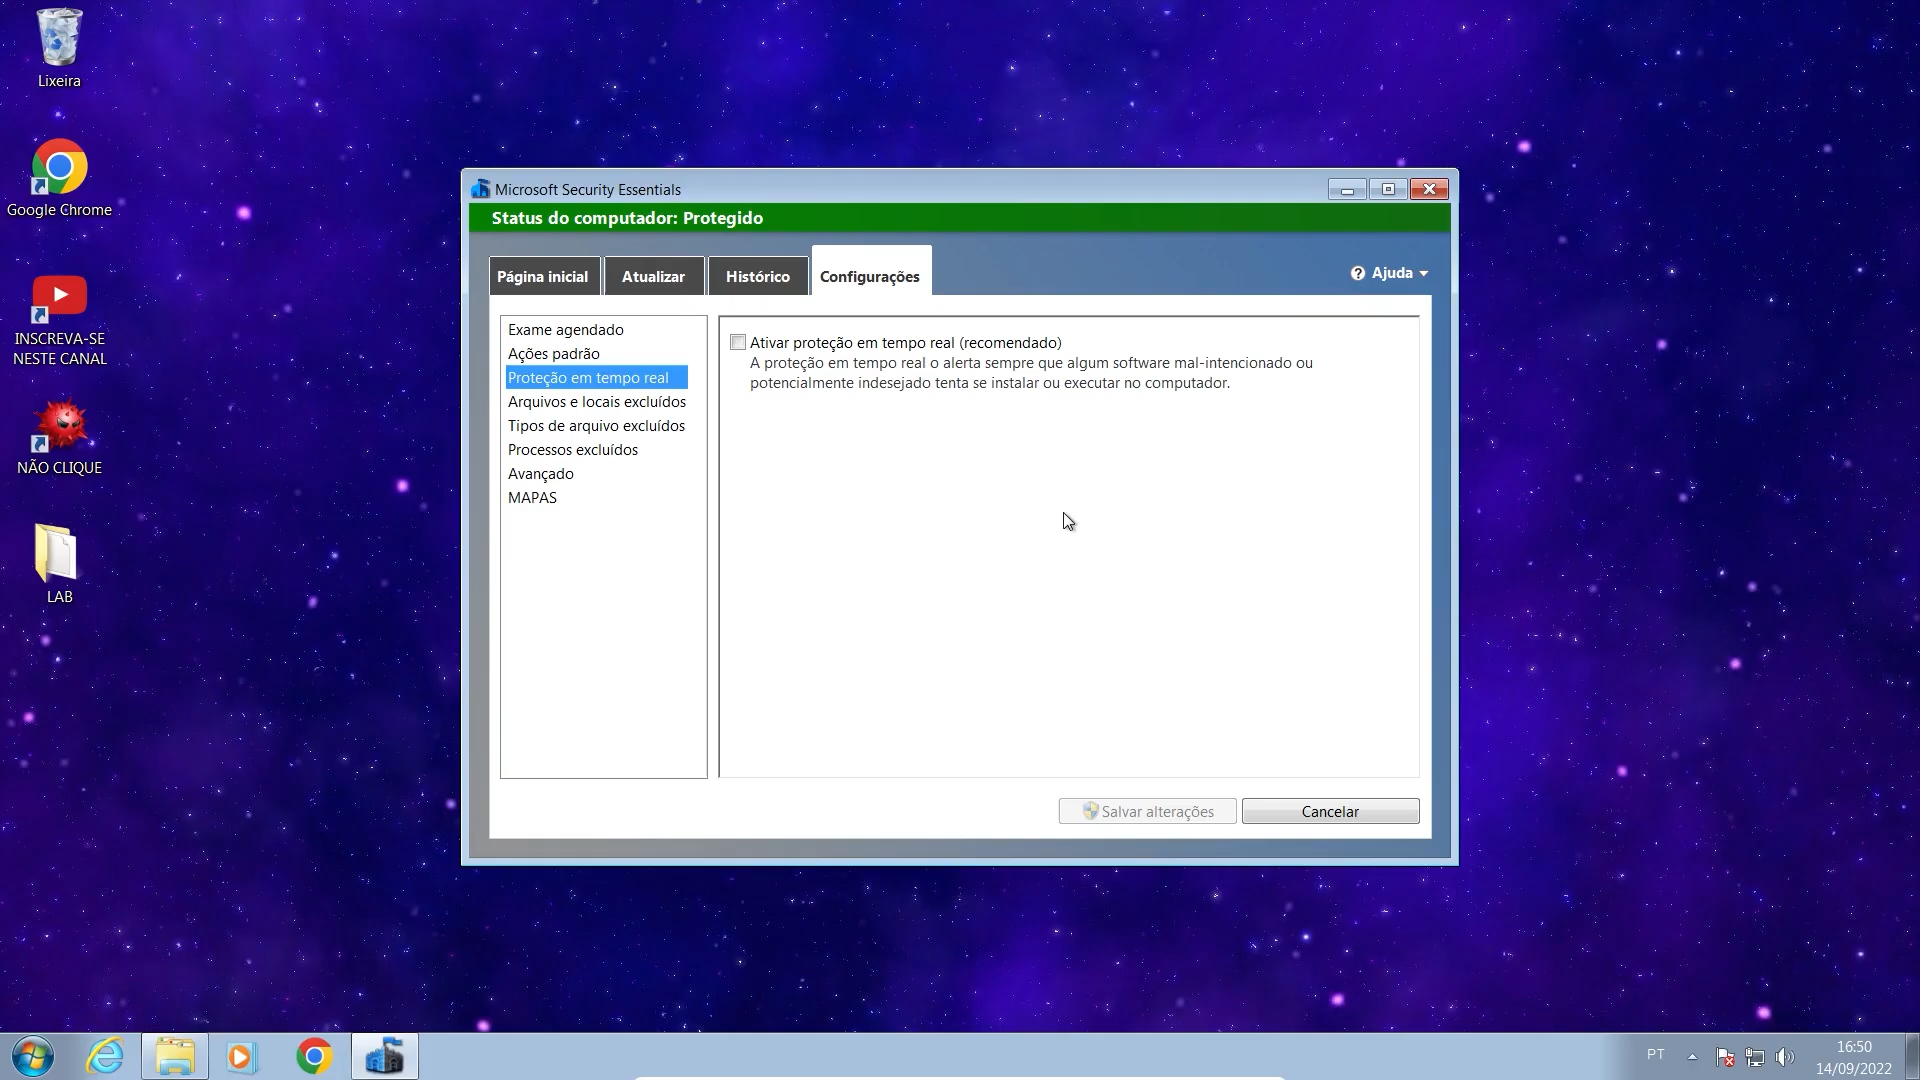 Lixeira
Google Chrome
INSCREVA-SE
NESTE CANAL
NÃO CLIQUE
LAB
Microsoft Security Essentials
Status do computador: Protegido
Página inicial
Atualizar
Histórico
Configurações
Ajuda
Exame agendado
Ações padrão
Proteção em tempo real
Arquivos e locais excluídos
Tipos de arquivo excluídos
Processos excluídos
Avançado
MAPAS
Ativar proteção em tempo real (recomendado)
A proteção em tempo real o alerta sempre que algum software mal-intencionado ou
potencialmente indesejado tenta se instalar ou executar no computador.
Salvar alterações
Cancelar
PT
16:50
14/09/2022